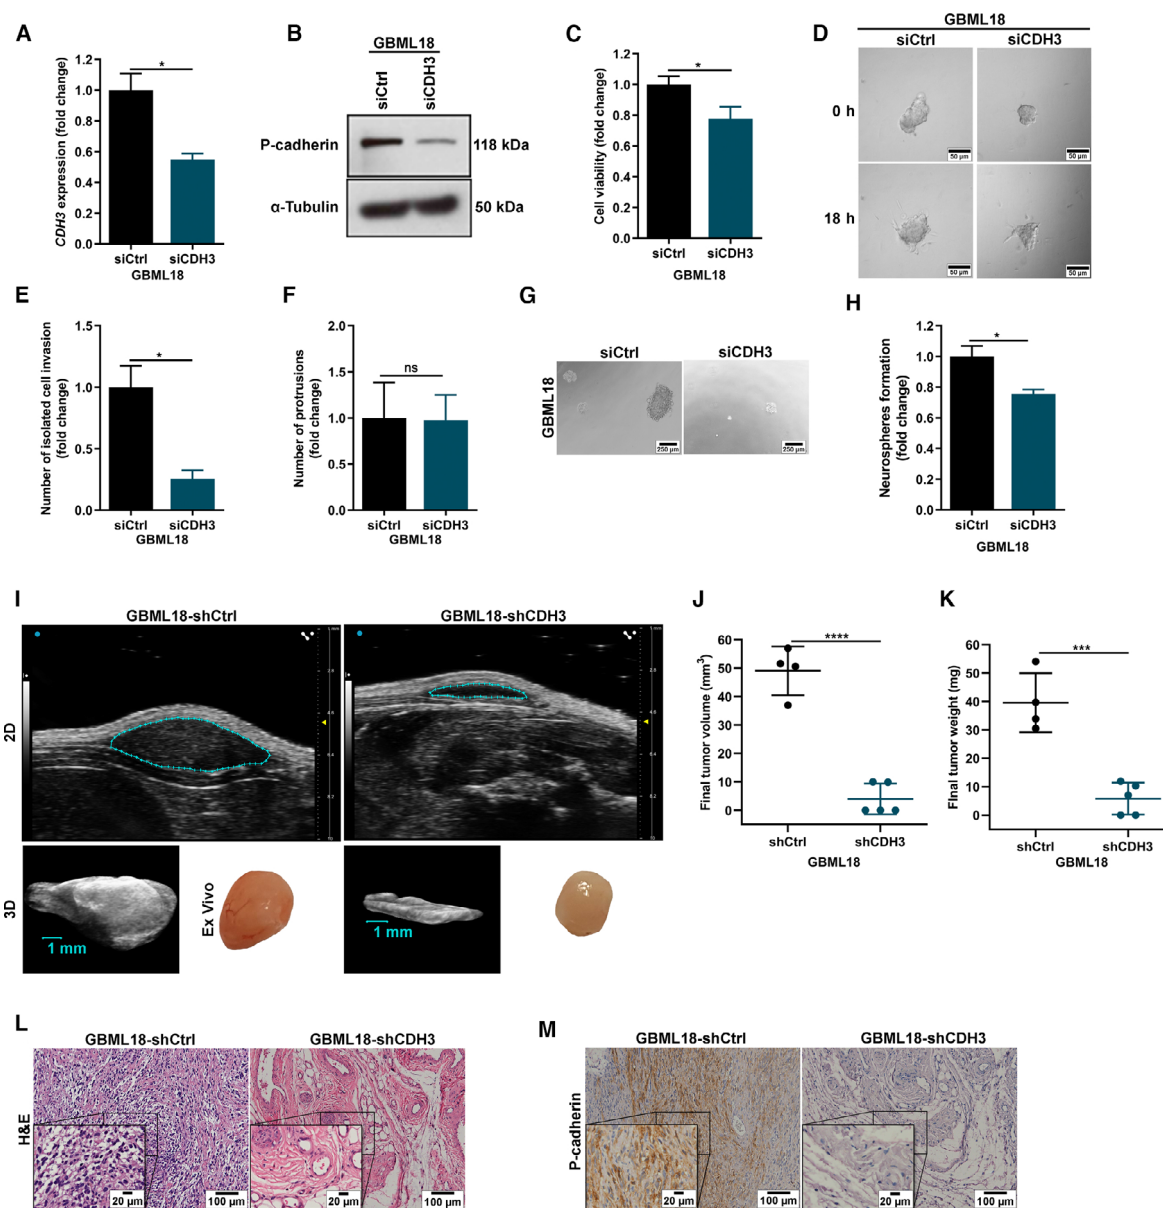 A
CDH3 expression (fold change)
1.2
1.0
0.8
0.6
0.4
0.2
0.0
*
siCtrl siCDH3
GBML18
B
GBML18
siCtrl
siCDH3
P-cadherin 118 kDa
α-Tubulin 50 kDa
C
Cell viability (fold change)
1.2
1.0
0.8
0.6
0.4
0.2
0.0
*
siCtrl siCDH3
GBML18
D
GBML18
siCtrl siCDH3
0 h
50 µm 50 µm
18 h
50 µm 50 µm
E
Number of isolated cell invasion
(fold change)
1.5
1.0
0.5
0.0
*
siCtrl siCDH3
GBML18
F
Number of protrusions
(fold change)
2.0
1.5
1.0
0.5
0.0
ns
siCtrl siCDH3
GBML18
G
siCtrl siCDH3
GBML18
250 µm 250 µm
H
Neurospheres formation
(fold change)
1.2
1.0
0.8
0.6
0.4
0.2
0.0
*
siCtrl siCDH3
GBML18
I
GBML18-shCtrl GBML18-shCDH3
2D
3D
1 mm
Ex Vivo
1 mm
J
Final tumor volume (mm³)
60
50
40
30
20
10
0
****
shCtrl shCDH3
GBML18
K
FInal tumor weight (mg)
60
50
40
30
20
10
0
***
shCtrl shCDH3
GBML18
L
GBML18-shCtrl GBML18-shCDH3
H&E
20 µm 100 µm 20 µm 100 µm
M
GBML18-shCtrl GBML18-shCDH3
P-cadherin
20 µm 100 µm 20 µm 100 µm